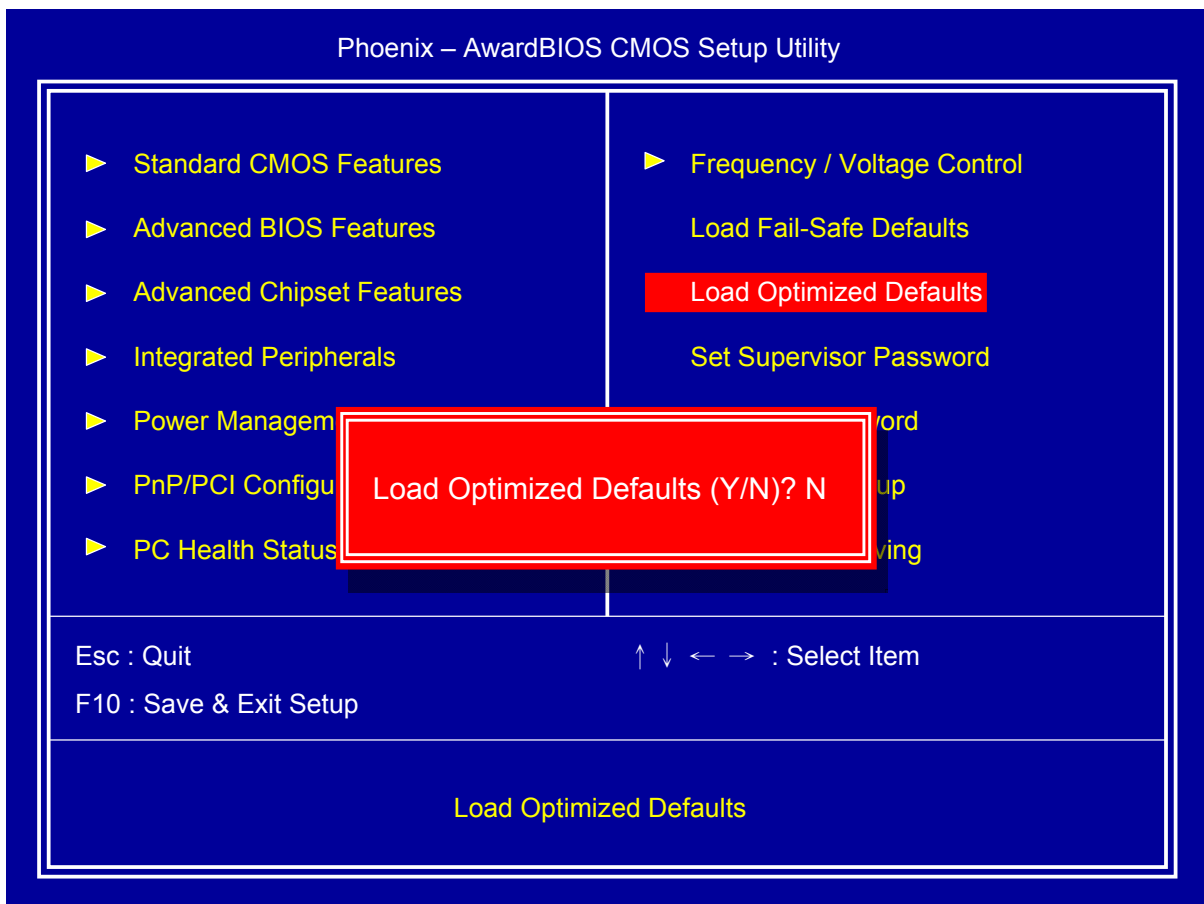 Phoenix – AwardBIOS CMOS Setup Utility
Standard CMOS Features
Advanced BIOS Features
Advanced Chipset Features
Integrated Peripherals
Power Managem
PnP/PCI Configu
PC Health Status
Frequency / Voltage Control
Load Fail-Safe Defaults
Load Optimized Defaults
Set Supervisor Password
ord
up
ving
Load Optimized Defaults (Y/N)? N
Esc : Quit
↑ ↓ ← → : Select Item
F10 : Save & Exit Setup
Load Optimized Defaults